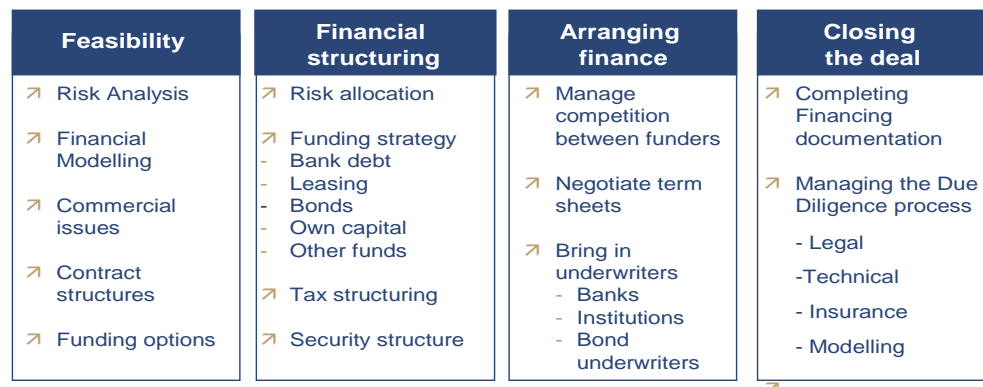 Feasibility
↗ Risk Analysis
↗ Financial
Modelling
↗ Commercial
issues
↗ Contract
structures
↗ Funding options
Financial
structuring
↗ Risk allocation
↗ Funding strategy
- Bank debt
- Leasing
- Bonds
- Own capital
- Other funds
↗ Tax structuring
↗ Security structure
Arranging
finance
↗ Manage
competition
between funders
↗ Negotiate term
sheets
↗ Bring in
underwriters
- Banks
- Institutions
- Bond
underwriters
Closing
the deal
↗ Completing
Financing
documentation
↗ Managing the Due
Diligence process
- Legal
-Technical
- Insurance
- Modelling